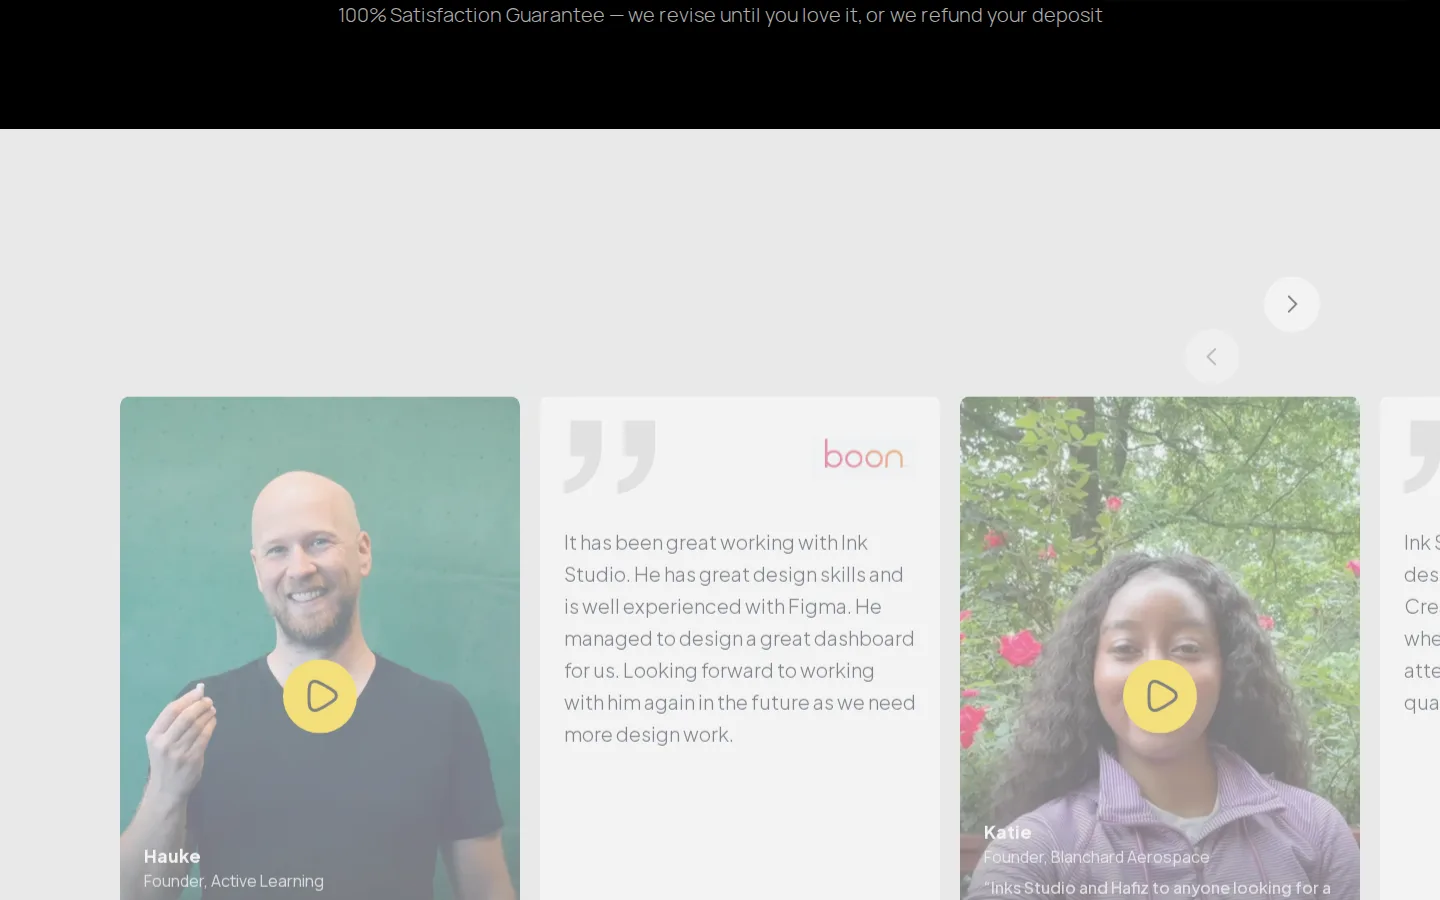 100% Satisfaction Guarantee — we revise until you love it, or we refund your deposit
Hauke
Founder, Active Learning
boon
It has been great working with Ink
Studio. He has great design skills and
is well experienced with Figma. He
managed to design a great dashboard
for us. Looking forward to working
with him again in the future as we need
more design work.
Katie
Founder, Blanchard Aerospace
“Inks Studio and Hafiz to anyone looking for a
Ink